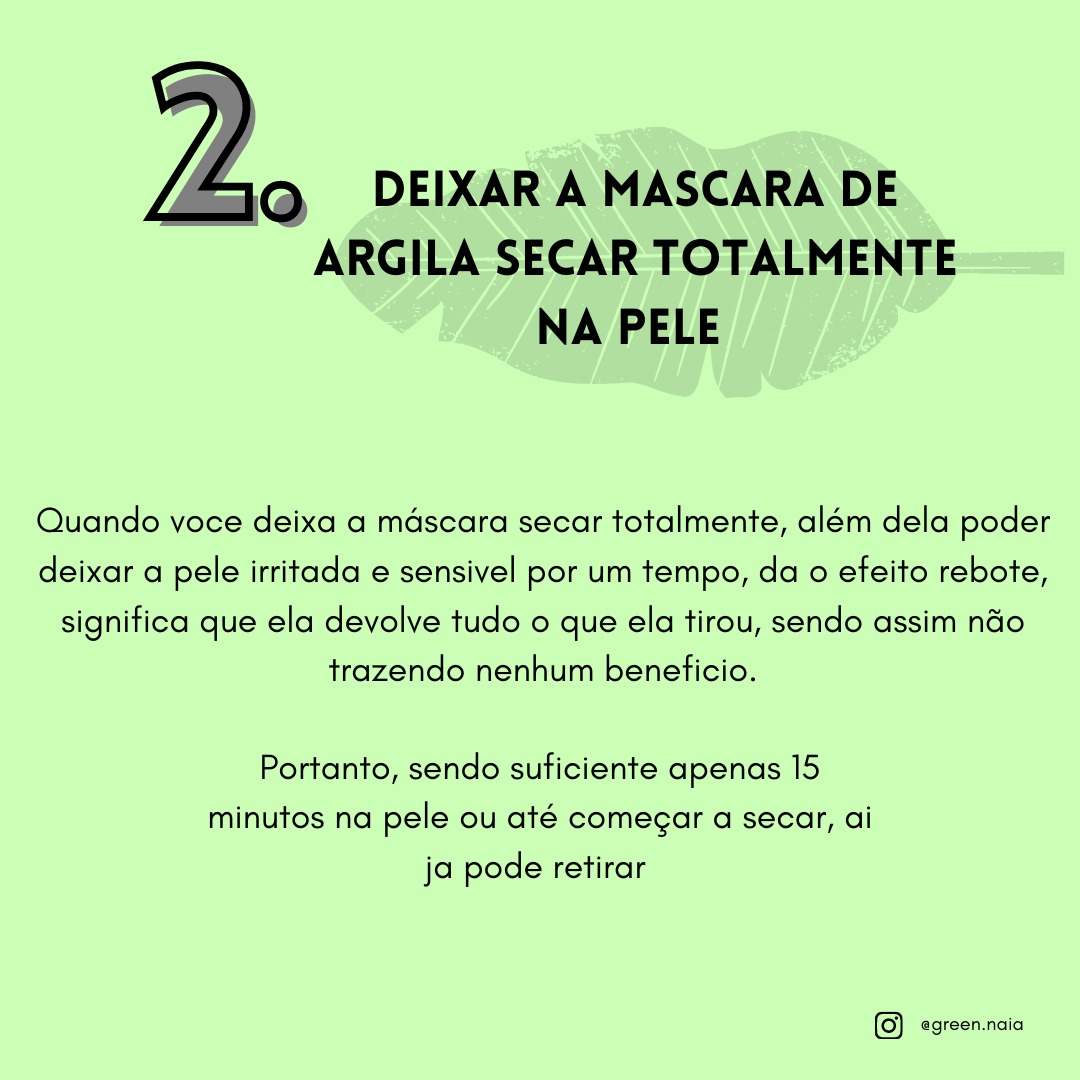 2.
DEIXAR A MASCARA DE
ARGILA SECAR TOTALMENTE
NA PELE
Quando voce deixa a máscara secar totalmente, além dela poder
deixar a pele irritada e sensivel por um tempo, da o efeito rebote,
significa que ela devolve tudo o que ela tirou, sendo assim não
trazendo nenhum beneficio.
Portanto, sendo suficiente apenas 15
minutos na pele ou até começar a secar, ai
ja pode retirar
@green.naia